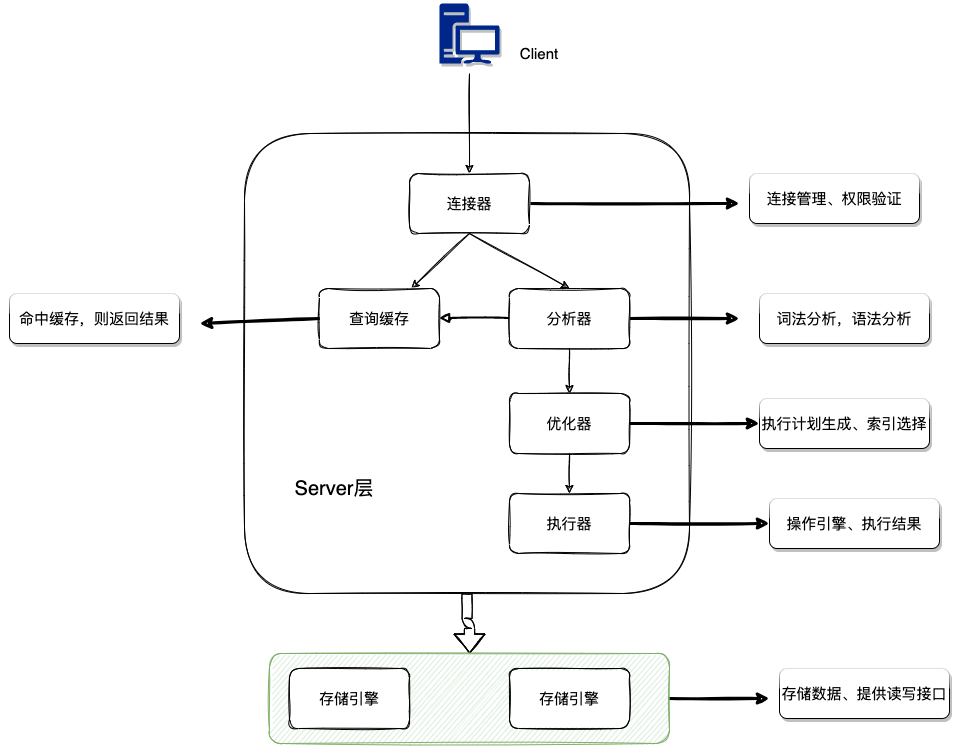 Client
连接器
连接管理、权限验证
命中缓存，则返回结果
查询缓存
分析器
词法分析，语法分析
优化器
执行计划生成、索引选择
Server层
执行器
操作引擎、执行结果
存储引擎
存储引擎
存储数据、提供读写接口